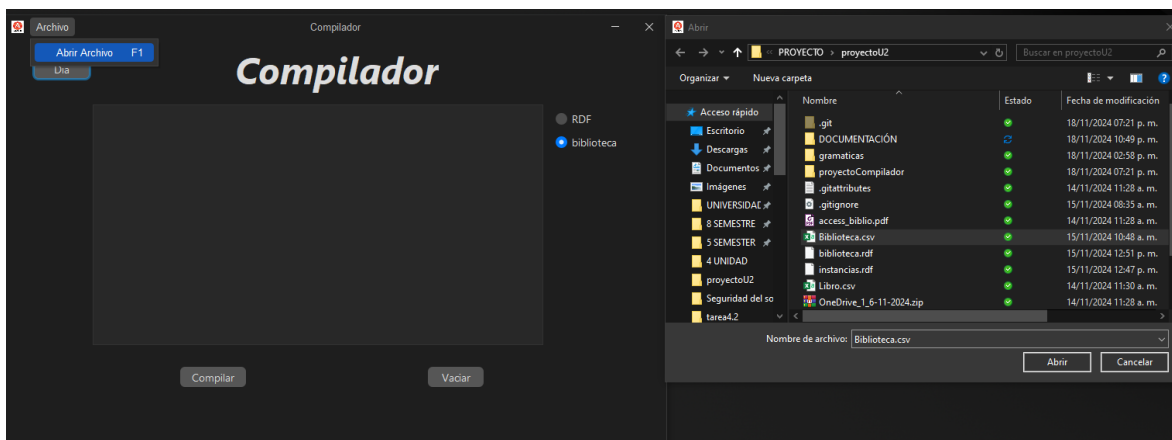 Archivo
Compilador
Abrir Archivo F1
Dia
Compilador
RDF
biblioteca
Compilar
Vaciar
Abrir
« PROYECTO > proyectoU2
Buscar en proyectoU2
Organizar
Nueva carpeta
Acceso rápido
Escritorio
Descargas
Documentos
Imágenes
UNIVERSIDAD
8 SEMESTRE
5 SEMESTER
4 UNIDAD
proyectoU2
Seguridad del so
tarea4.2
Nombre Estado Fecha de modificación
.git 18/11/2024 07:21 p. m.
DOCUMENTACIÓN 18/11/2024 10:49 p. m.
gramaticas 18/11/2024 02:58 p. m.
proyectoCompilador 18/11/2024 07:21 p. m.
.gitattributes 14/11/2024 11:28 a. m.
.gitignore 15/11/2024 08:35 a. m.
access_biblio.pdf 14/11/2024 11:28 a. m.
Biblioteca.csv 15/11/2024 10:48 a. m.
biblioteca.rdf 15/11/2024 12:51 p. m.
instancias.rdf 15/11/2024 12:47 p. m.
Libro.csv 14/11/2024 11:30 a. m.
OneDrive_1_6-11-2024.zip 14/11/2024 11:28 a. m.
Nombre de archivo: Biblioteca.csv
Abrir Cancelar